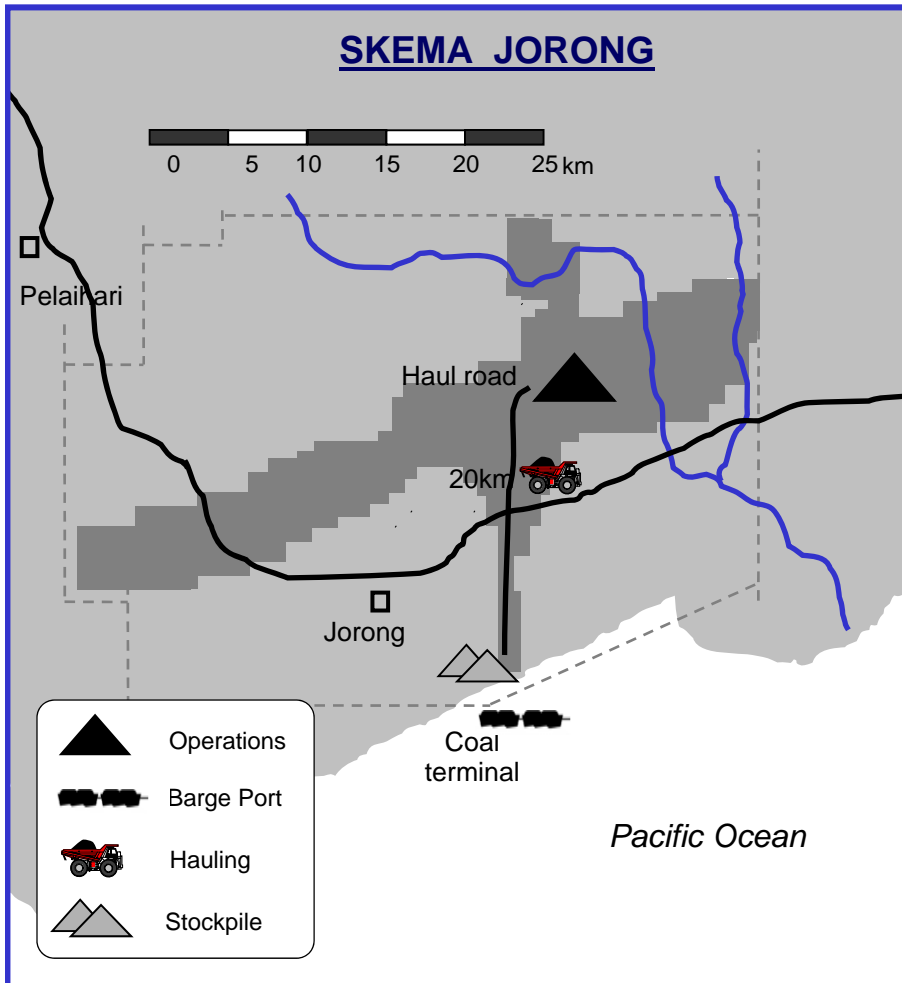 SKEMA JORONG
0 5 10 15 20 25 km
Pelaihari
Haul road
20km
Jorong
Coal
terminal
Pacific Ocean
Operations
Barge Port
Hauling
Stockpile